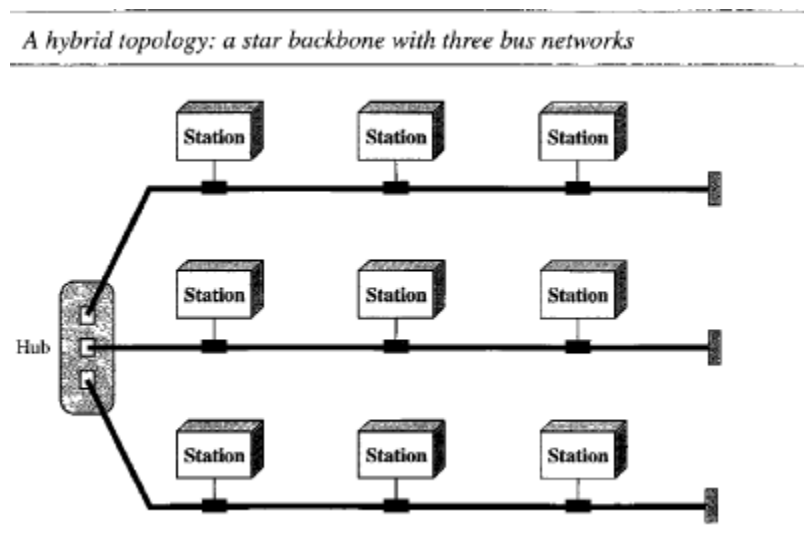 A hybrid topology: a star backbone with three bus networks
Station Station Station
Station Station Station
Hub
Station Station Station